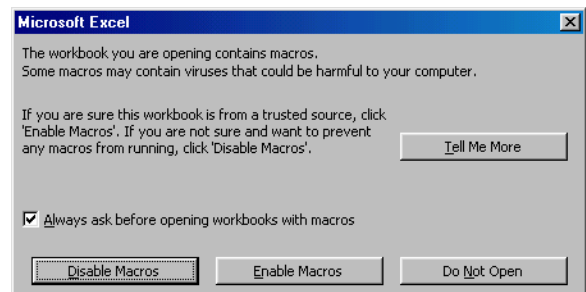 Microsoft Excel
The workbook you are opening contains macros.
Some macros may contain viruses that could be harmful to your computer.
If you are sure this workbook is from a trusted source, click
'Enable Macros'. If you are not sure and want to prevent
any macros from running, click 'Disable Macros'.
Tell Me More
Always ask before opening workbooks with macros
Disable Macros
Enable Macros
Do Not Open